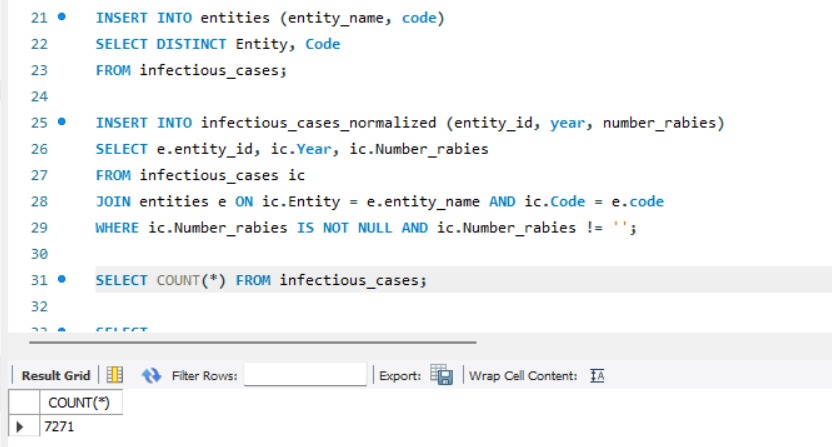 21 INSERT INTO entities (entity_name, code)
22 SELECT DISTINCT Entity, Code
23 FROM infectious_cases;
24
25 INSERT INTO infectious_cases_normalized (entity_id, year, number_rabies)
26 SELECT e.entity_id, ic.Year, ic.Number_rabies
27 FROM infectious_cases ic
28 JOIN entities e ON ic.Entity = e.entity_name AND ic.Code = e.code
29 WHERE ic.Number_rabies IS NOT NULL AND ic.Number_rabies != '';
30
31 SELECT COUNT(*) FROM infectious_cases;
32
33 SELECT
Result Grid Filter Rows: Export: Wrap Cell Content:
COUNT(*)
7271